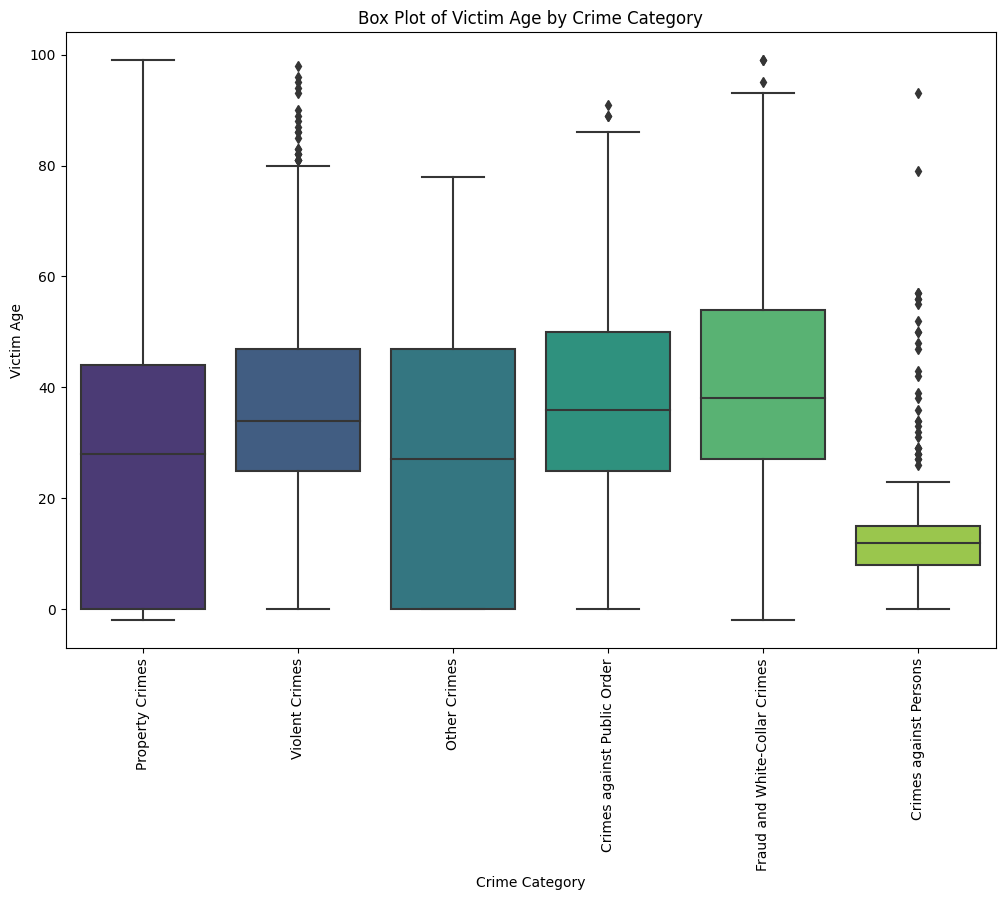 Box Plot of Victim Age by Crime Category
Victim Age
100
80
60
40
20
0
Property Crimes
Violent Crimes
Other Crimes
Crimes against Public Order
Fraud and White-Collar Crimes
Crimes against Persons
Crime Category